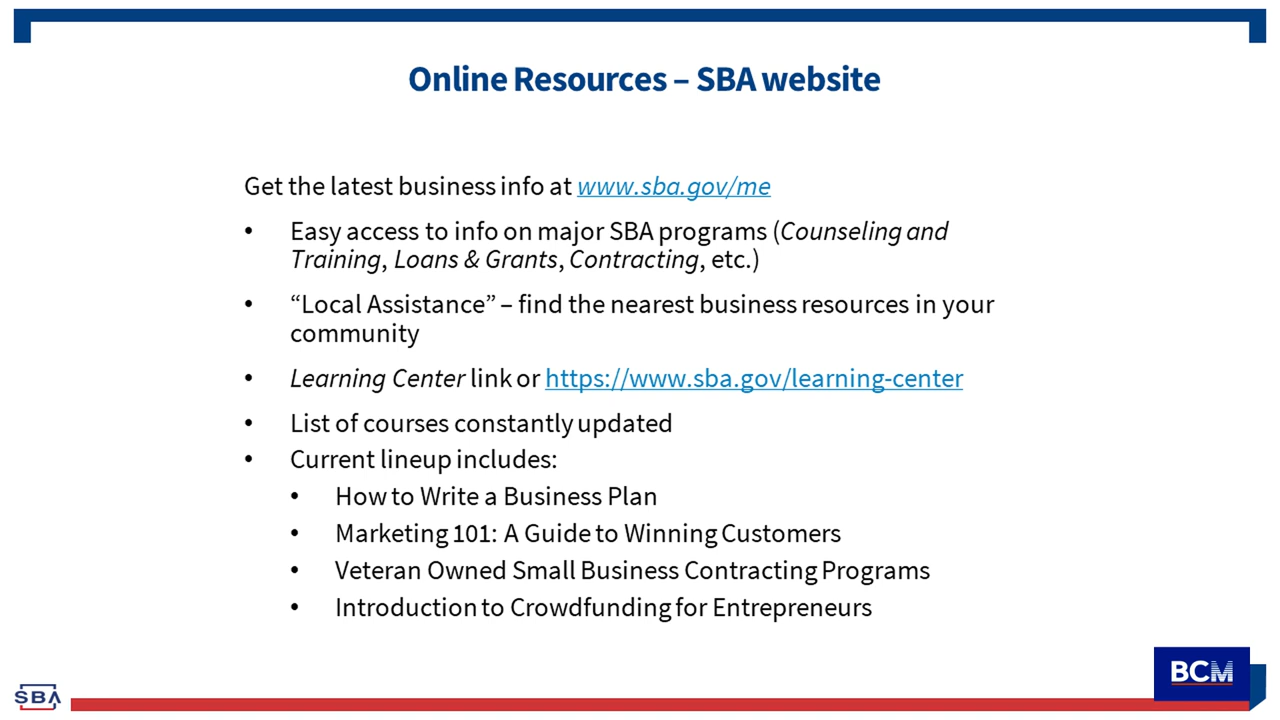 Online Resources – SBA website
Get the latest business info at www.sba.gov/me
• Easy access to info on major SBA programs (Counseling and
Training, Loans & Grants, Contracting, etc.)
• “Local Assistance” – find the nearest business resources in your
community
• Learning Center link or https://www.sba.gov/learning-center
• List of courses constantly updated
• Current lineup includes:
• How to Write a Business Plan
• Marketing 101: A Guide to Winning Customers
• Veteran Owned Small Business Contracting Programs
• Introduction to Crowdfunding for Entrepreneurs
SBA
BCM